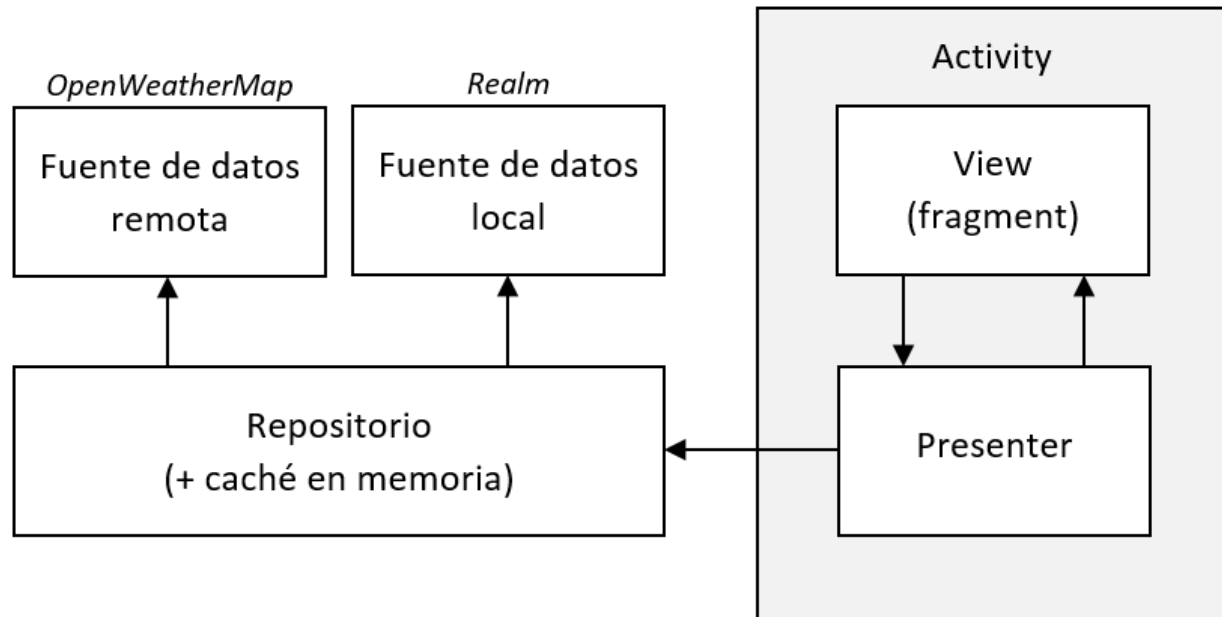 OpenWeatherMap
Fuente de datos
remota
Realm
Fuente de datos
local
Repositorio
(+ caché en memoria)
Activity
View
(fragment)
Presenter